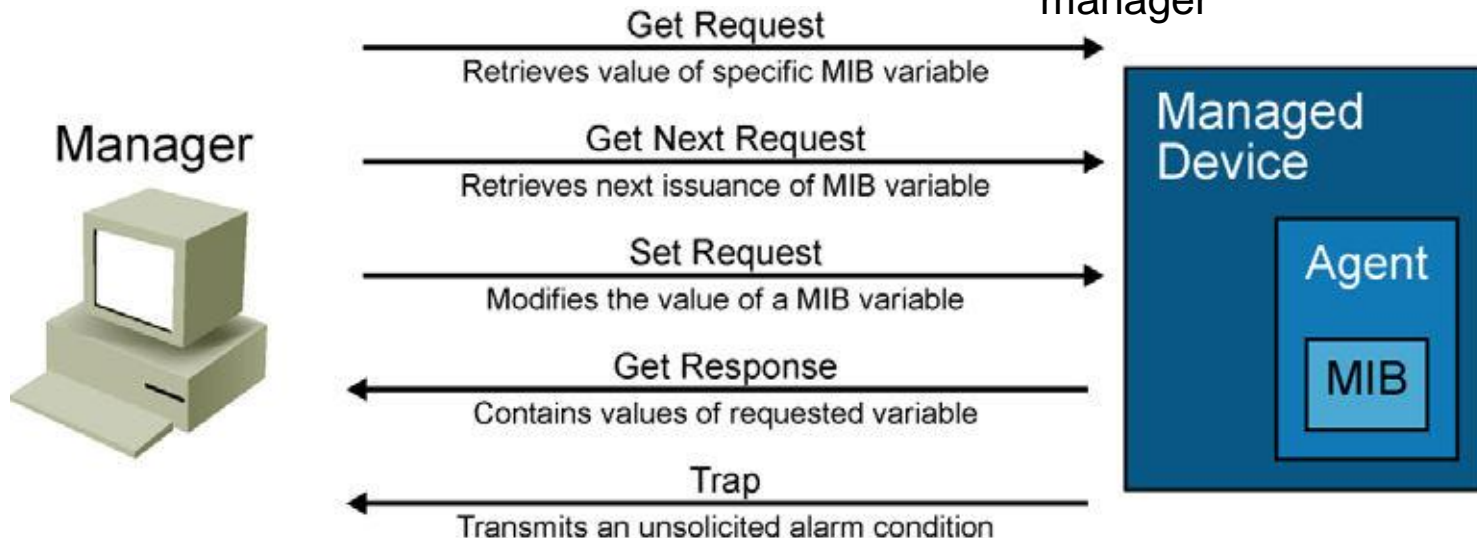 manager
Get Request
Retrieves value of specific MIB variable
Manager
Get Next Request
Retrieves next issuance of MIB variable
Set Request
Modifies the value of a MIB variable
Get Response
Contains values of requested variable
Trap
Transmits an unsolicited alarm condition
Managed
Device
Agent
MIB